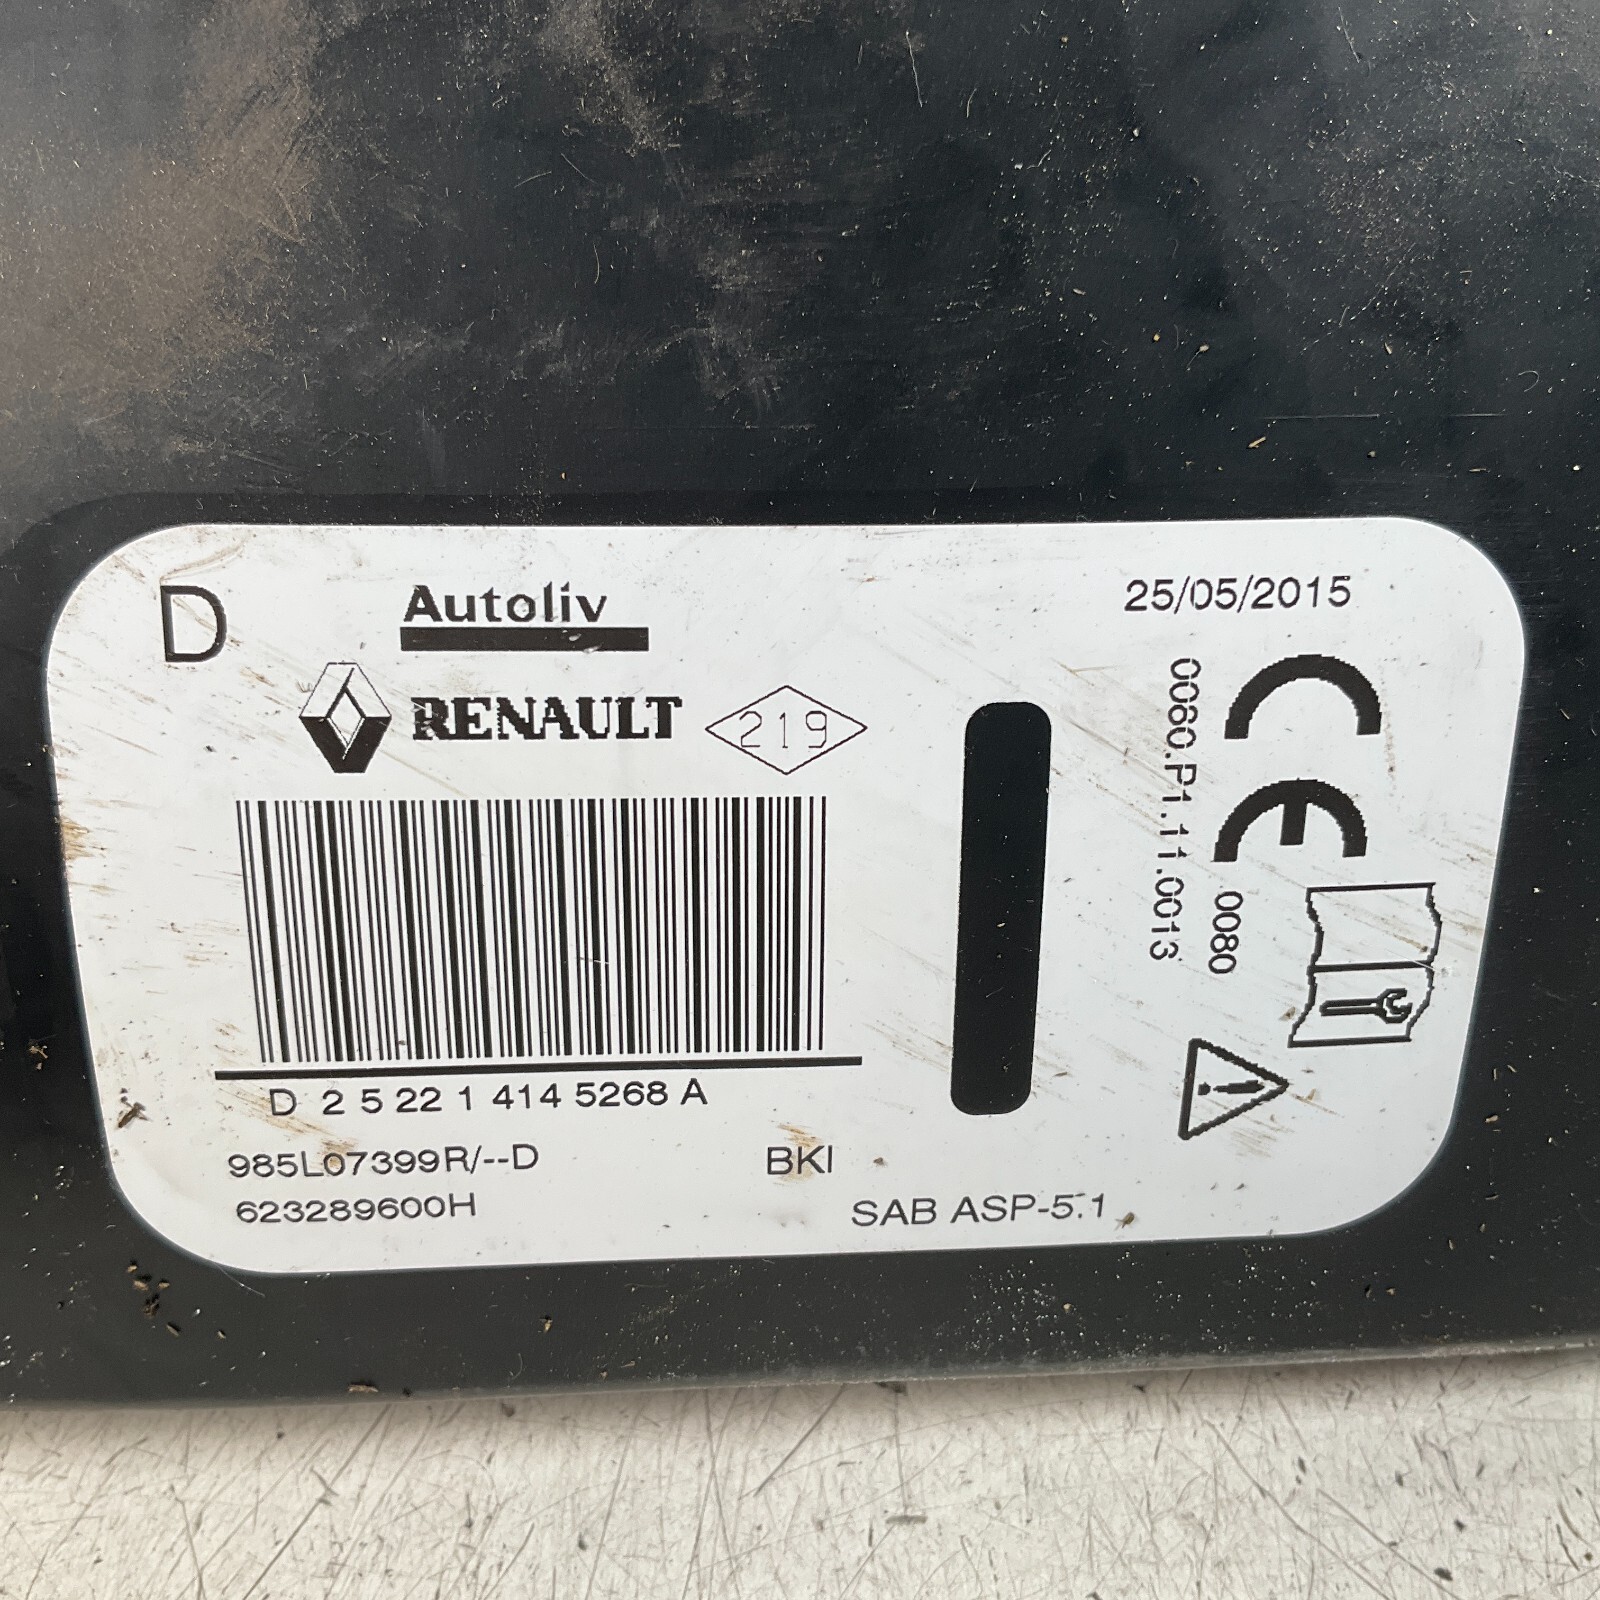 D
Autoliv
25/05/2015
RENAULT
219
CE
0060.P1.11.0013
0080
D 2 5 22 1 414 5268 A
985L07399R/--D
BKI
623289600H
SAB ASP-5.1